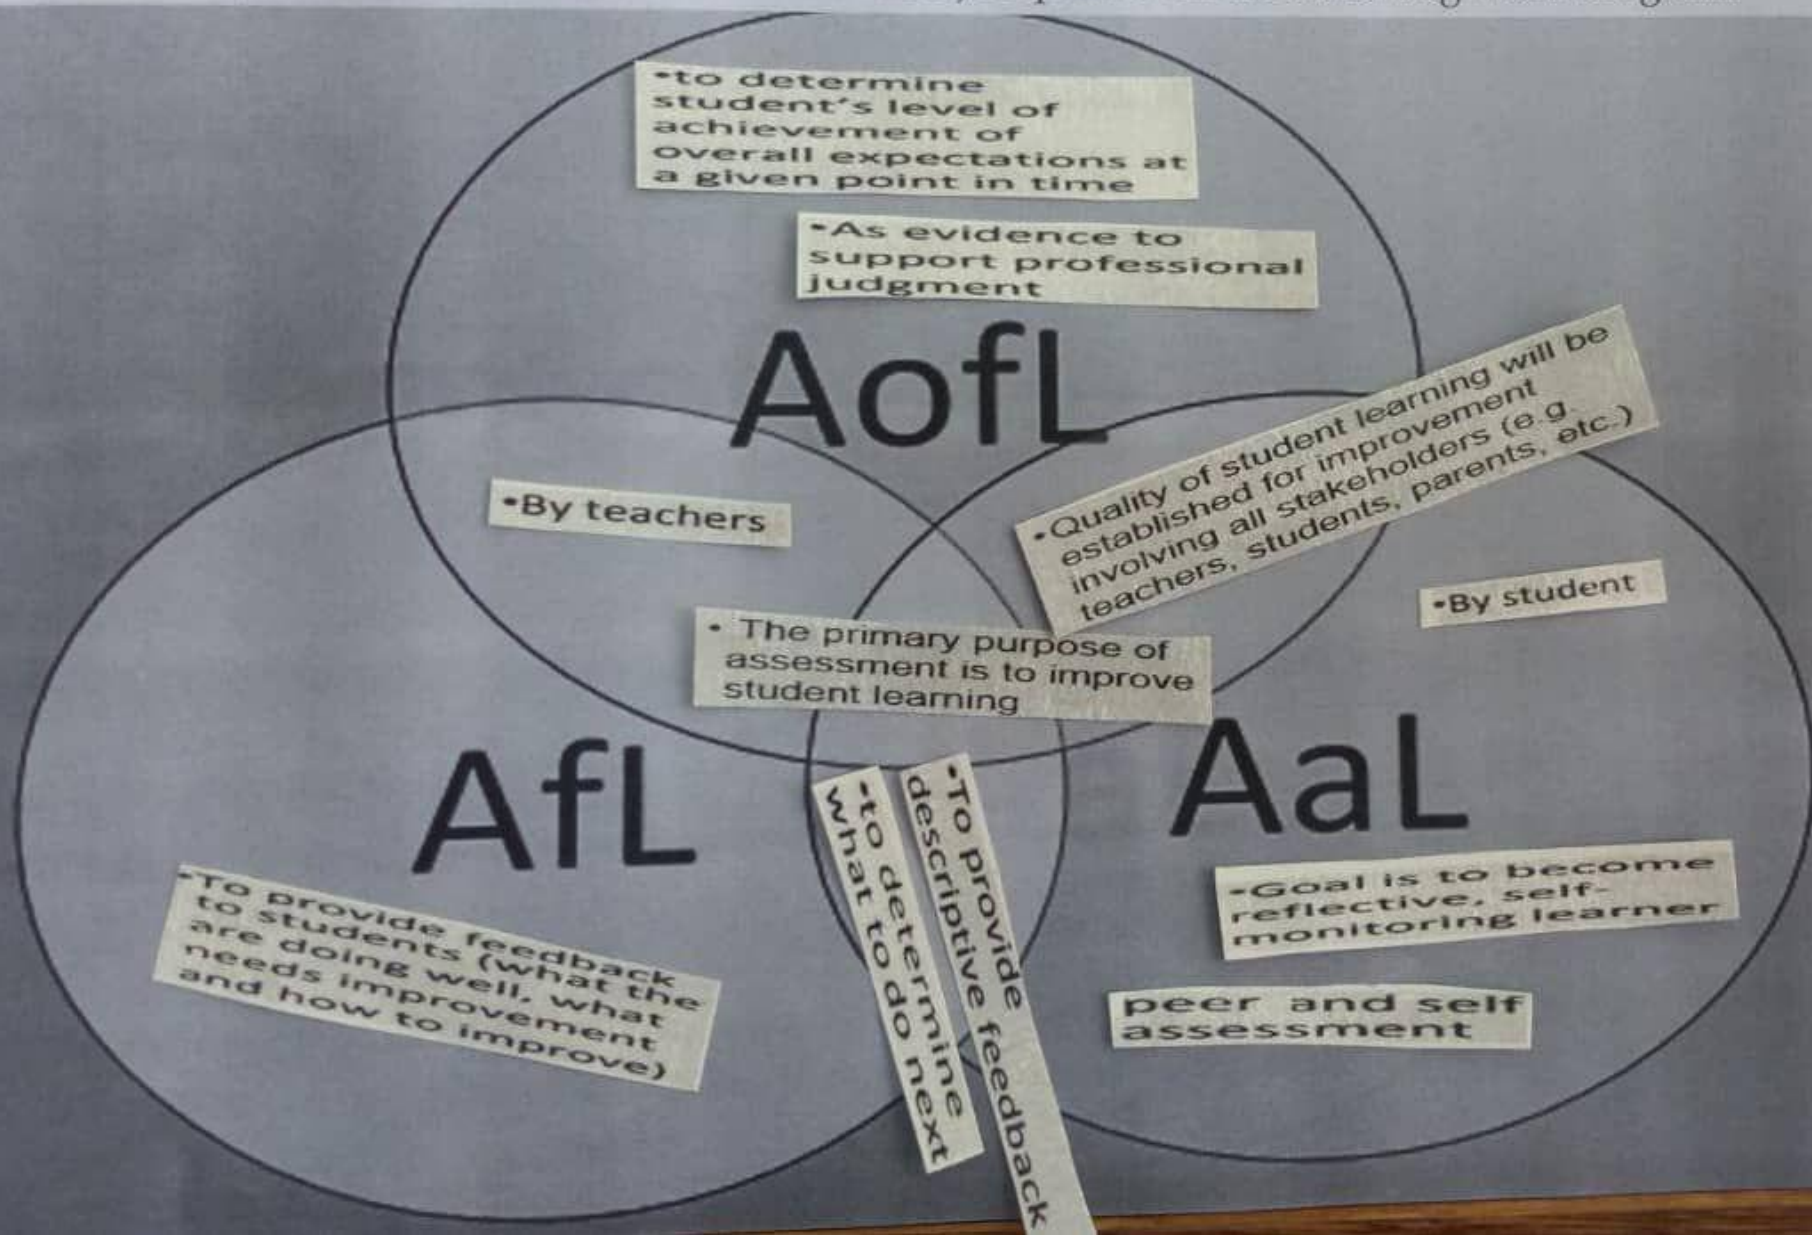 •to determine
student's level of
achievement of
overall expectations at
a given point in time
•As evidence to
support professional
judgment
AofL
•Quality of student learning will be
established for improvement
involving all stakeholders (e.g.
teachers, students, parents, etc.)
•By teachers
•By student
• The primary purpose of
assessment is to improve
student learning
AfL
AaL
•To provide feedback
to students (what the
are doing well, what
needs improvement
and how to improve)
•to determine
what to do next
•To provide
descriptive feedback
•Goal is to become
reflective, self-
monitoring learner
peer and self
assessment